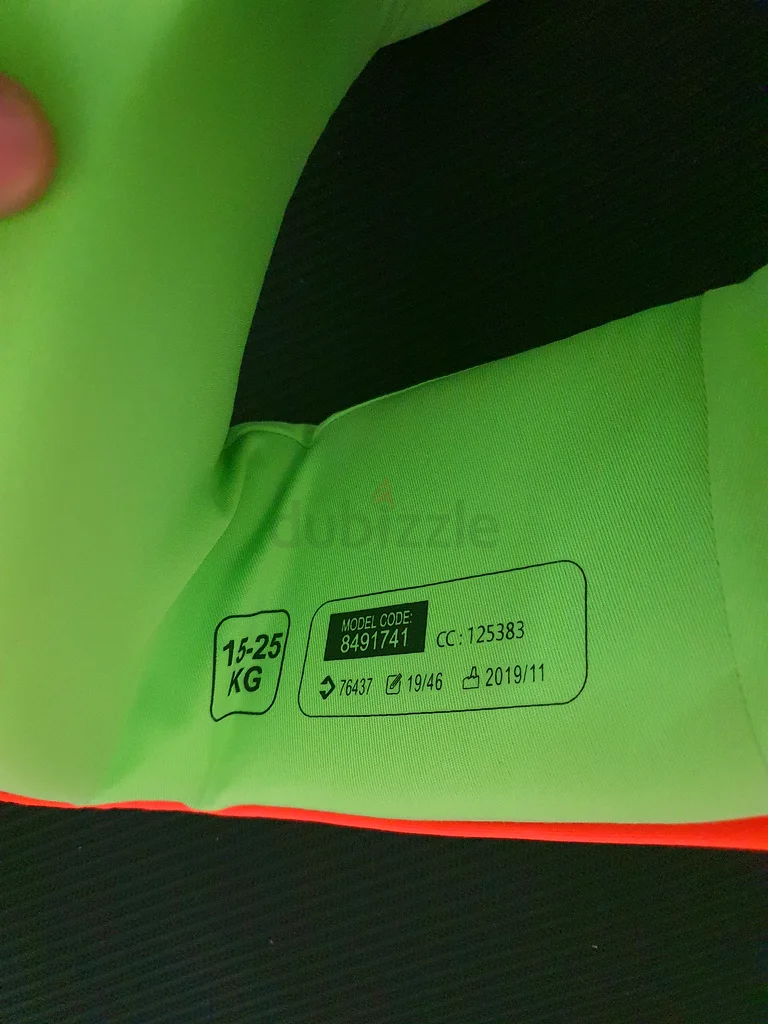 dubizzle
15-25
KG
MODEL CODE:
8491741
CC : 125383
76437 19/46 2019/11